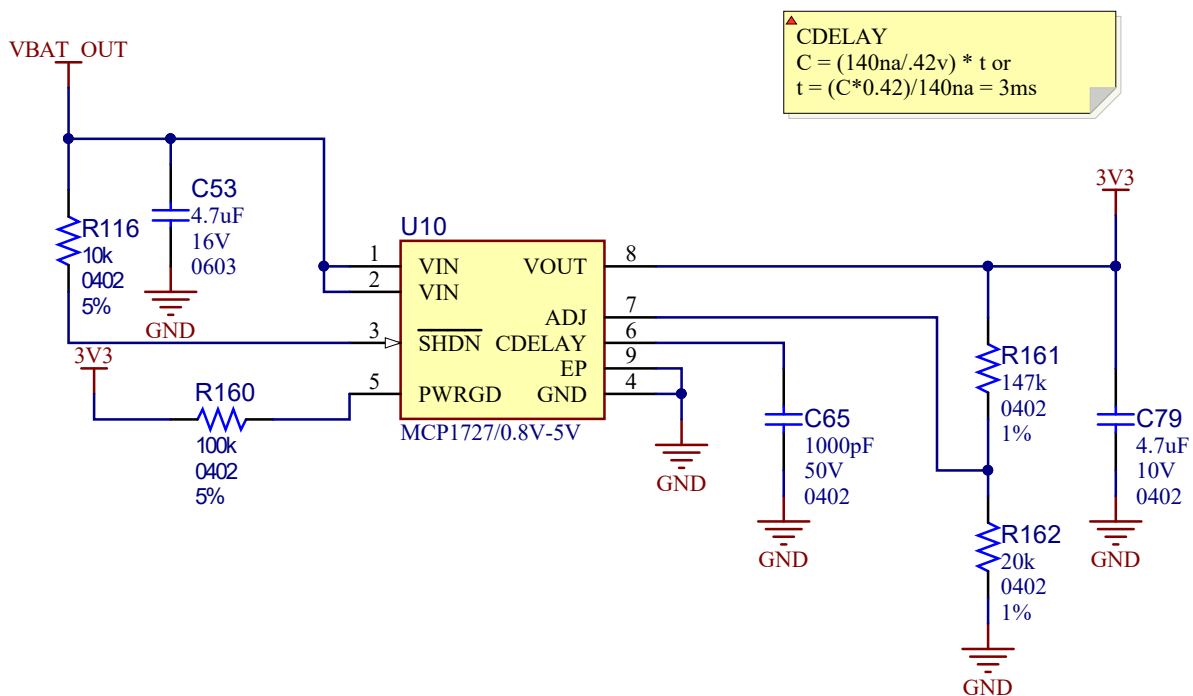 CDELAY
C = (140na/.42v) * t or
t = (C*0.42)/140na = 3ms
VBAT_OUT
R116
10k
0402
5%
C53
4.7uF
16V
0603
GND
3V3
R160
100k
0402
5%
U10
1
VIN
2
VIN
3
SHDN
5
PWRGD
VOUT
8
ADJ
7
CDELAY
6
EP
9
GND
4
MCP1727/0.8V-5V
GND
C65
1000pF
50V
0402
GND
3V3
R161
147k
0402
1%
C79
4.7uF
10V
0402
GND
R162
20k
0402
1%
GND